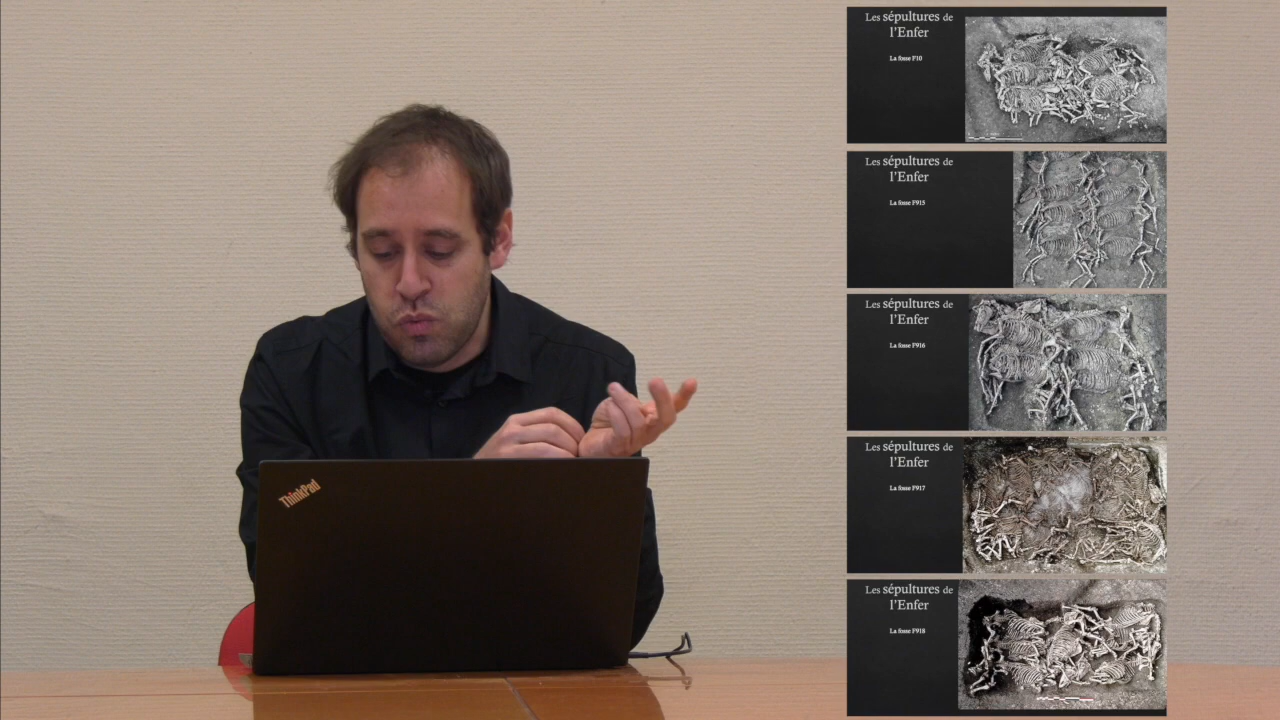 ThinkPad
Les sépultures de
l'Enfer
La fosse F10
Les sépultures de
l'Enfer
La fosse F915
Les sépultures de
l'Enfer
La fosse F916
Les sépultures de
l'Enfer
La fosse F917
Les sépultures de
l'Enfer
La fosse F918